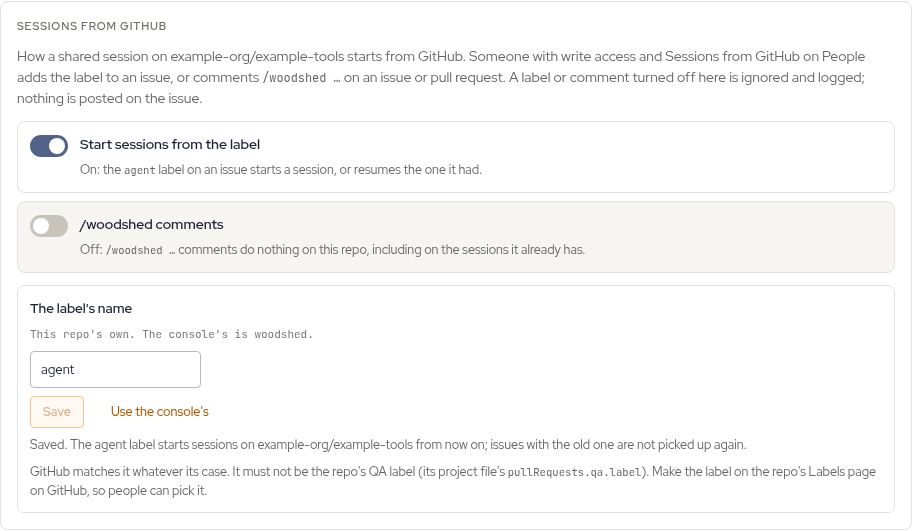 SESSIONS FROM GITHUB
How a shared session on example-org/example-tools starts from GitHub. Someone with write access and Sessions from GitHub on People
adds the label to an issue, or comments /woodshed … on an issue or pull request. A label or comment turned off here is ignored and logged;
nothing is posted on the issue.
Start sessions from the label
On: the agent label on an issue starts a session, or resumes the one it had.
/woodshed comments
Off: /woodshed … comments do nothing on this repo, including on the sessions it already has.
The label's name
This repo's own. The console's is woodshed.
agent
Save Use the console's
Saved. The agent label starts sessions on example-org/example-tools from now on; issues with the old one are not picked up again.
GitHub matches it whatever its case. It must not be the repo's QA label (its project file's pullRequests.qa.label). Make the label on the repo's Labels page
on GitHub, so people can pick it.